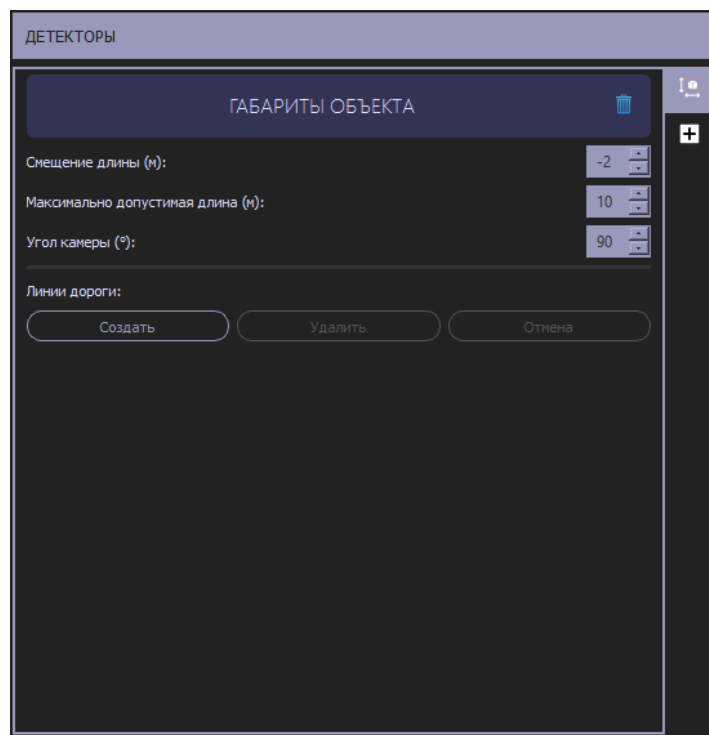 ДЕТЕКТОРЫ
ГАБАРИТЫ ОБЪЕКТА
Смещение длины (м):
-2
Максимально допустимая длина (м):
10
Угол камеры (°):
90
Линии дороги:
Создать Удалить Отмена